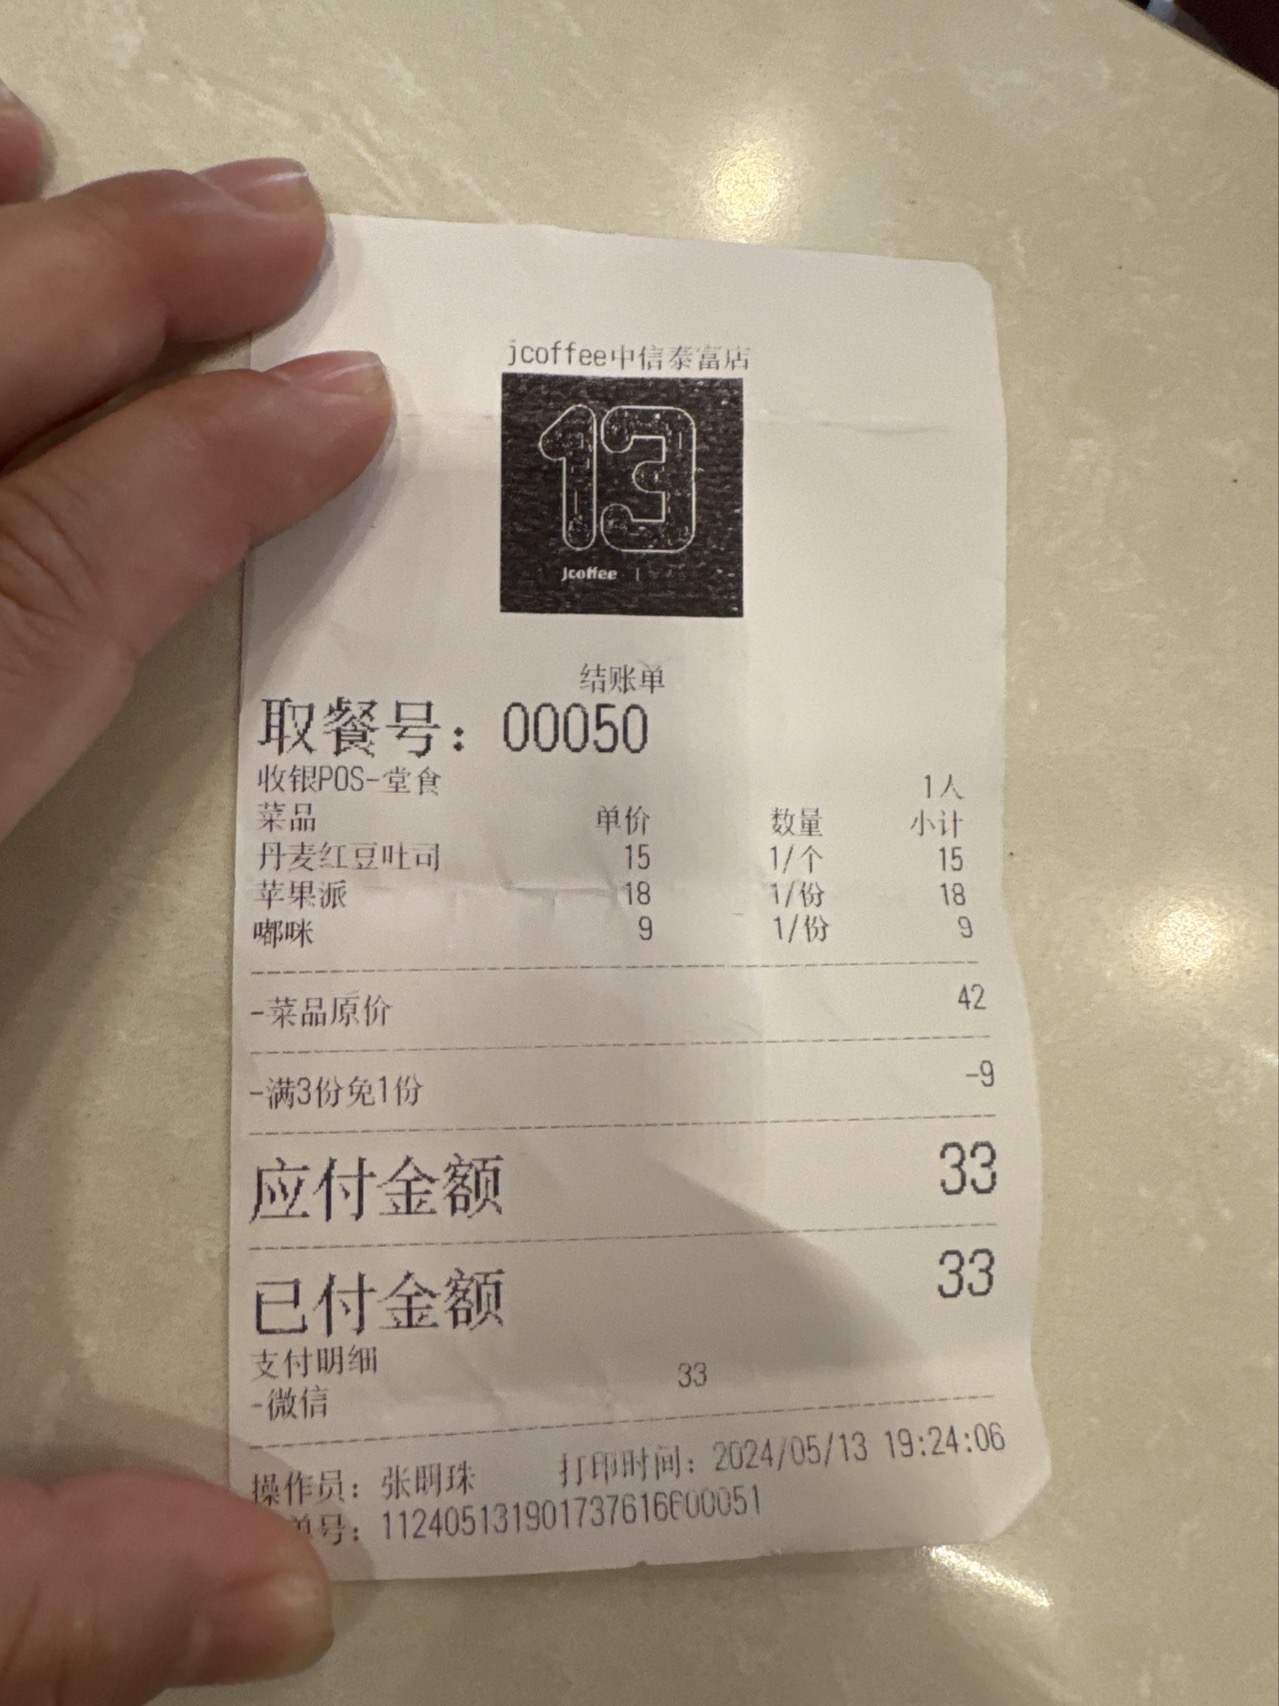 jcoffee中信泰富店
13
jcoffee
结账单
取餐号：00050
收银POS-堂食 1人
菜品 单价 数量 小计
丹麦红豆吐司 15 1/个 15
苹果派 18 1/份 18
嘟咪 9 1/份 9
-菜品原价 42
-满3份免1份 -9
应付金额 33
已付金额 33
支付明细
-微信 33
操作员：张明珠 打印时间：2024/05/13 19:24:06
单号：